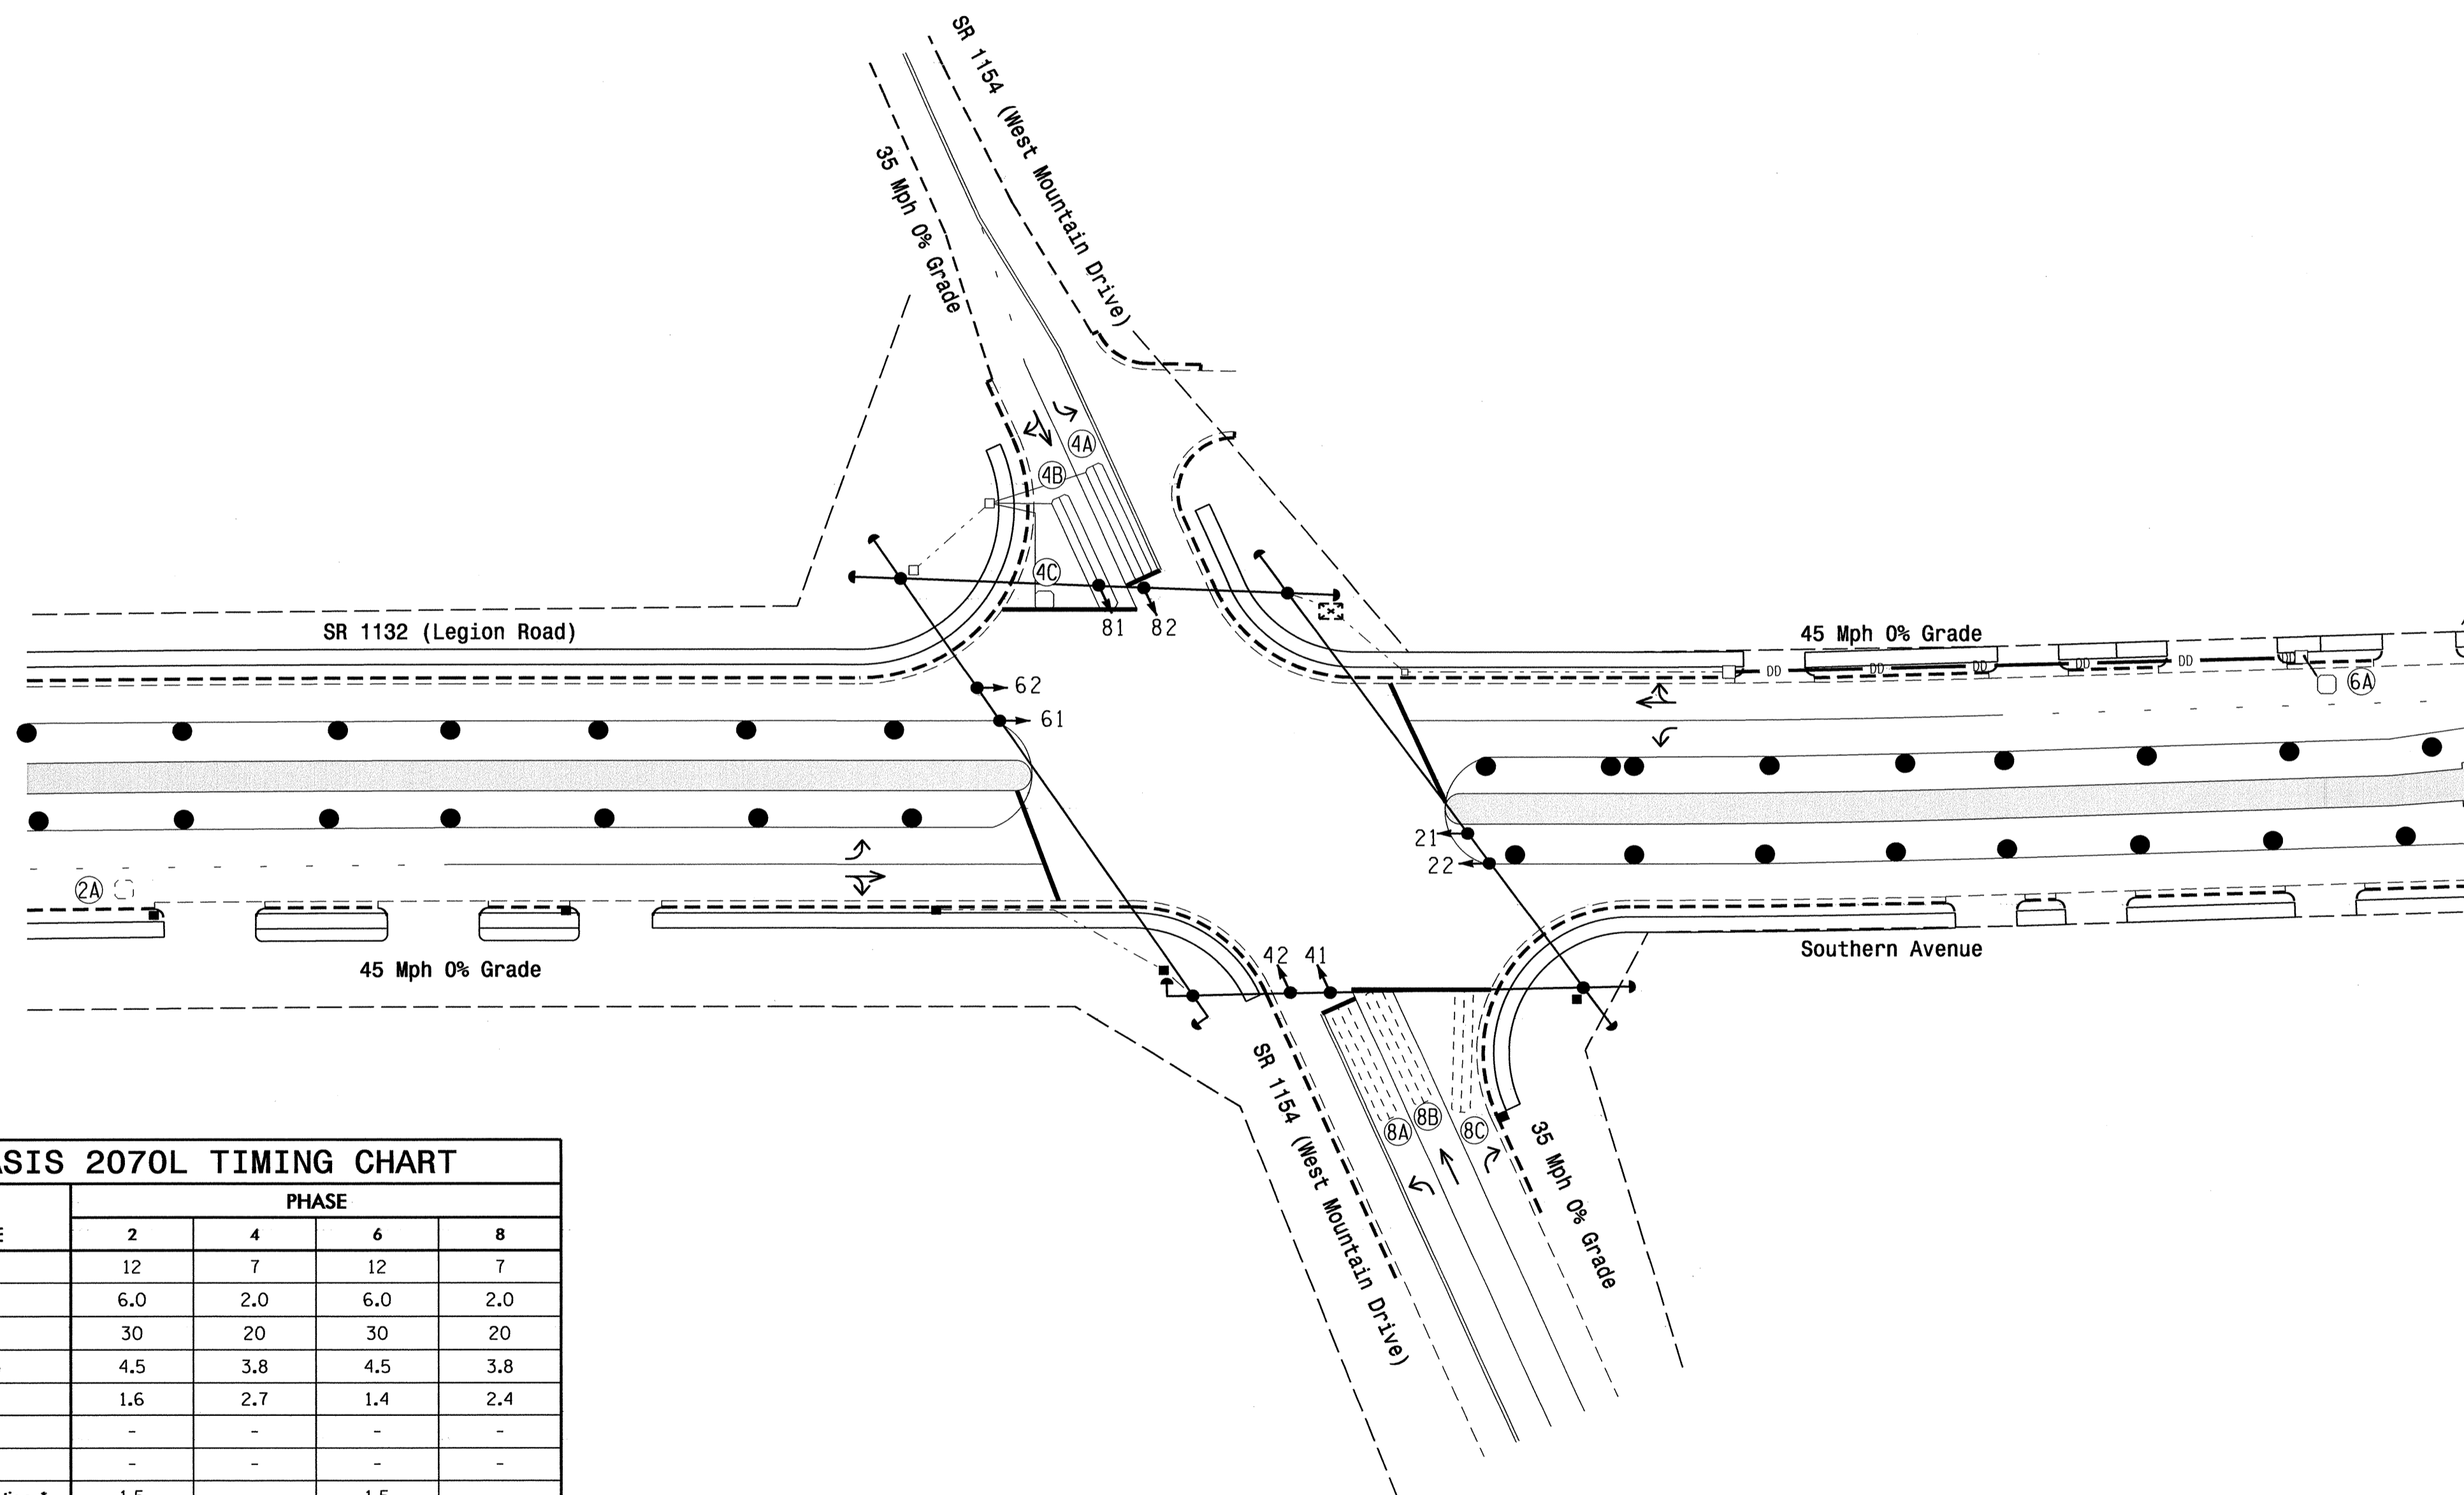 SR 1154 (West Mountain Drive)
35 Mph 0% Grade
4A
4B
4C
81 82
SR 1132 (Legion Road)
45 Mph 0% Grade
DD DD DD DD DD DD
6A
62
61
21
22
2A
45 Mph 0% Grade
42 41
Southern Avenue
SR 1154 (West Mountain Drive)
8A 8B 8C
35 Mph 0% Grade
2070L TIMING CHART
PHASE
2 4 6 8
12 7 12 7
6.0 2.0 6.0 2.0
30 20 30 20
4.5 3.8 4.5 3.8
1.6 2.7 1.4 2.4
- - - -
- - - -